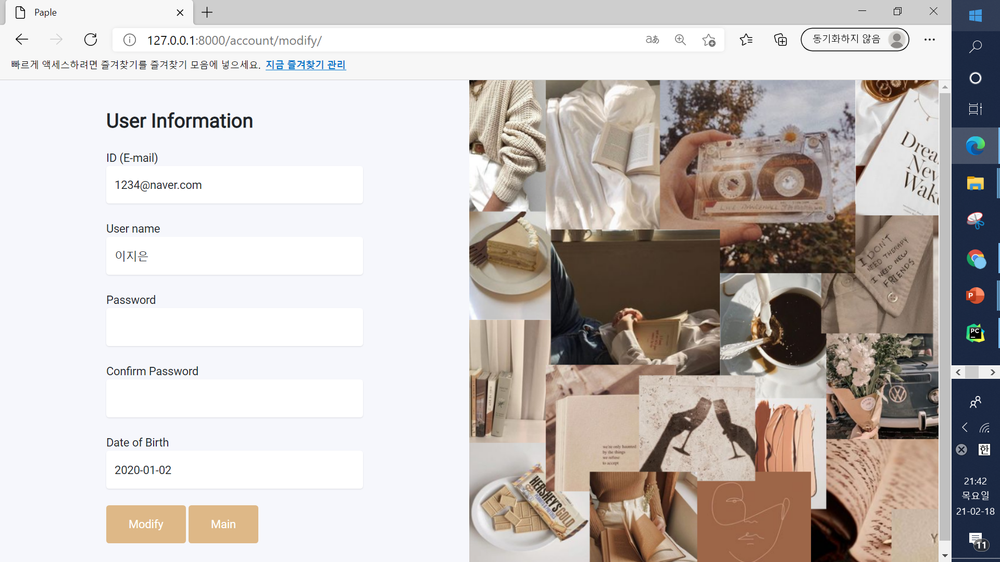 Paple
127.0.0.1:8000/account/modify/
aあ
동기화하지 않음
빠르게 액세스하려면 즐겨찾기를 즐겨찾기 모음에 넣으세요. 지금 즐겨찾기 관리
User Information
ID (E-mail)
1234@naver.com
User name
이지은
Password
Confirm Password
Date of Birth
2020-01-02
Modify Main
LIVE DANCEHALL
I DON'T
NEED THERAPY
I NEED NEW
FRIENDS
we're only haunted
by the things
we refuse
to accept
HERSHEY'S GOLD
P
PC
한
21:42
목요일
21-02-18
11